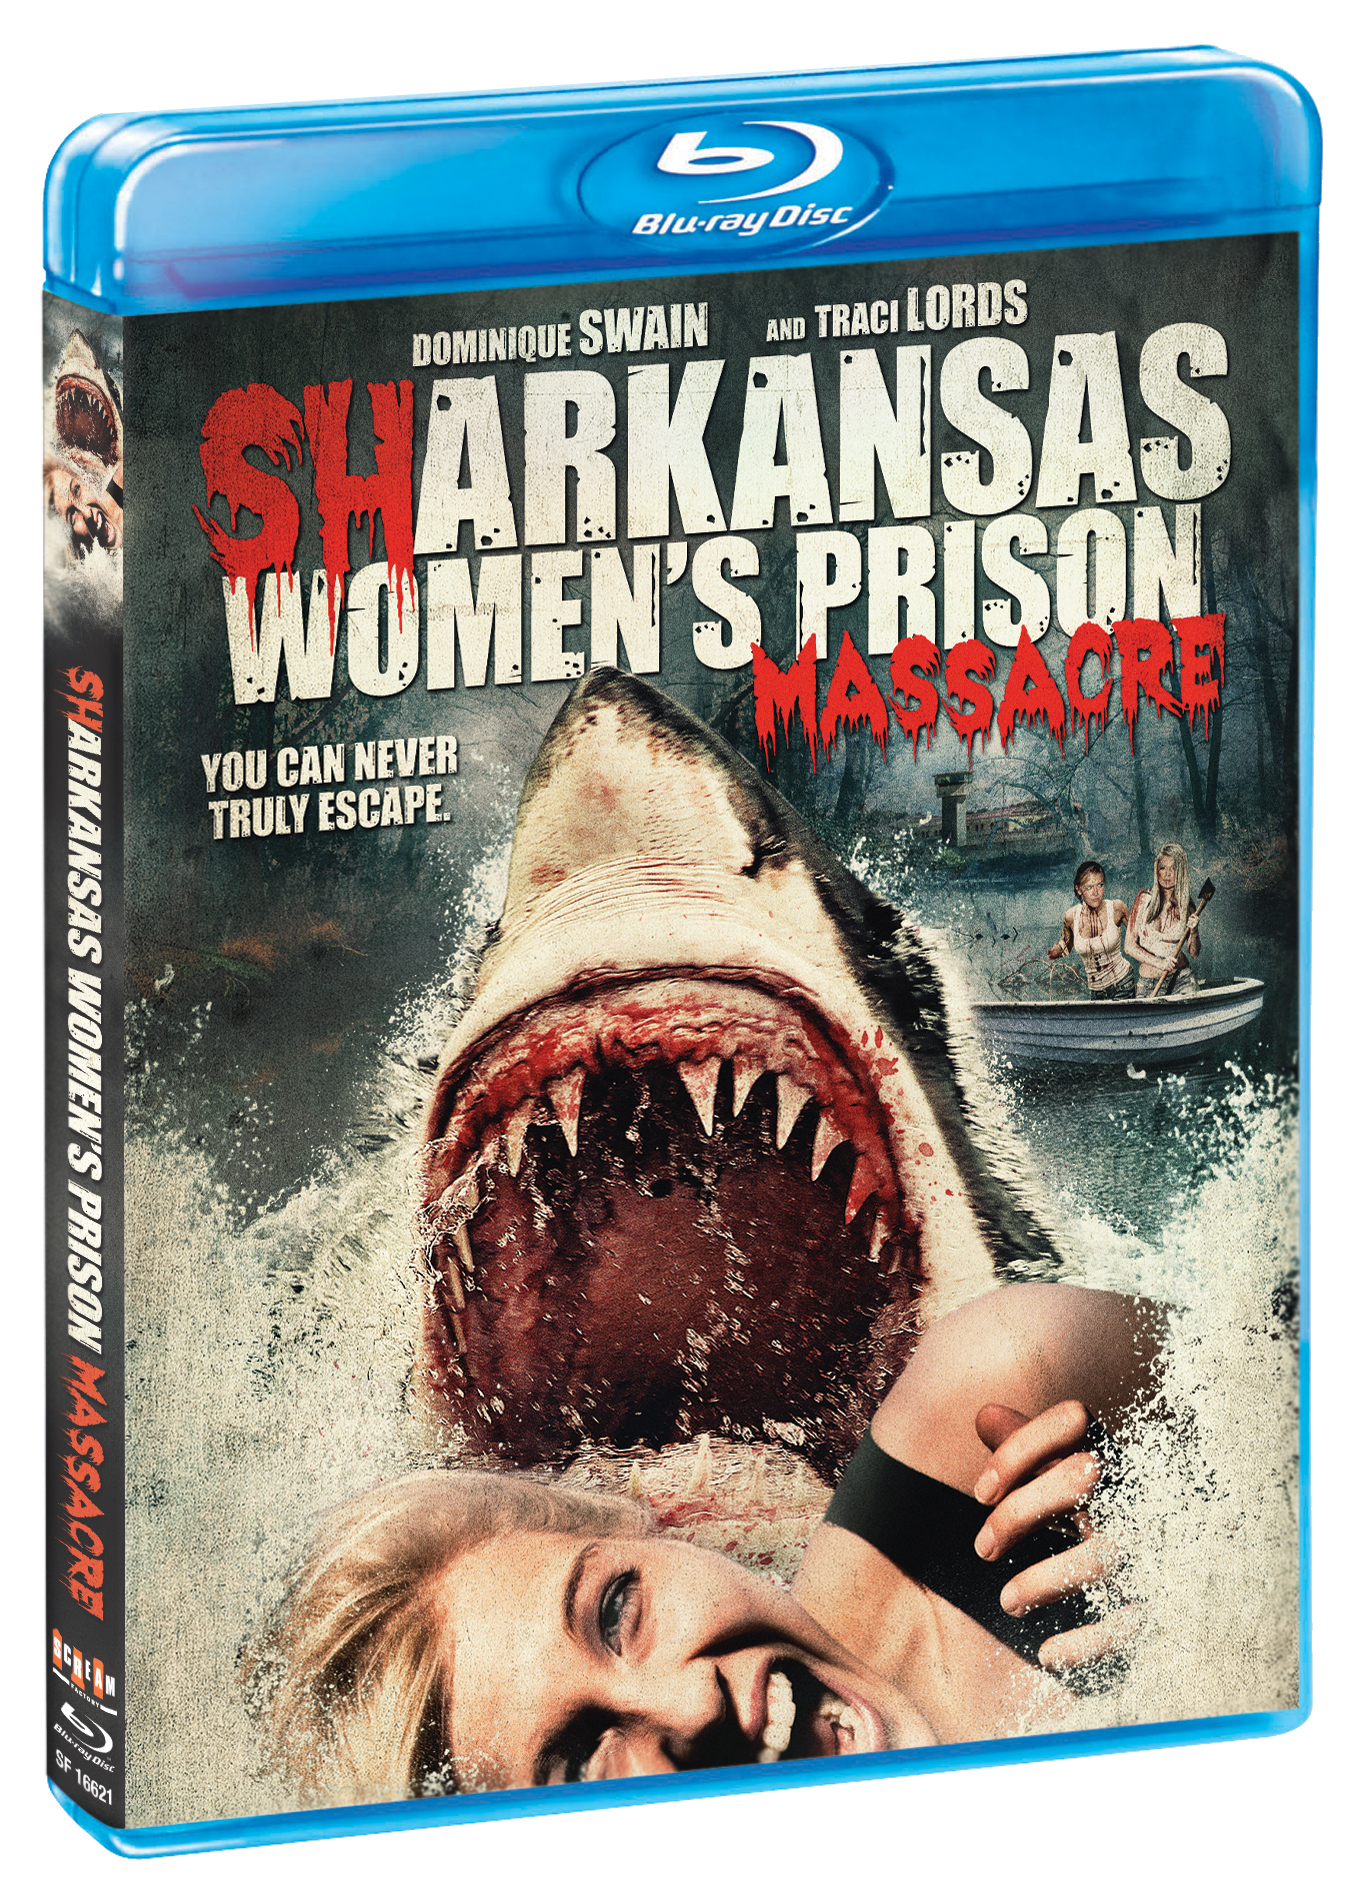 Blu-ray Disc
DOMINIQUE SWAIN AND TRACI LORDS
SHARKANSAS
WOMEN'S PRISON
MASSACRE
YOU CAN NEVER
TRULY ESCAPE.
SHARKANSAS WOMEN'S PRISON MASSACRE
SCREAM
FACTORY
Blu-ray Disc
SF 16621